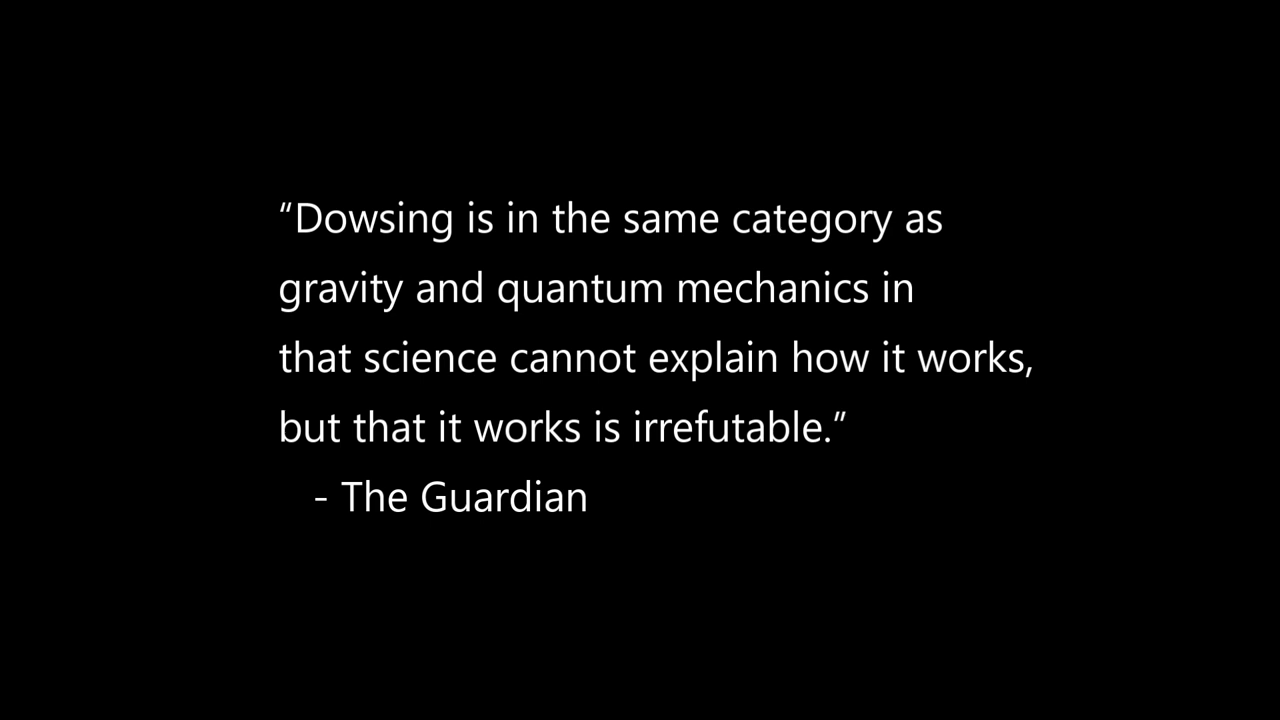 “Dowsing is in the same category as
gravity and quantum mechanics in
that science cannot explain how it works,
but that it works is irrefutable.”
- The Guardian